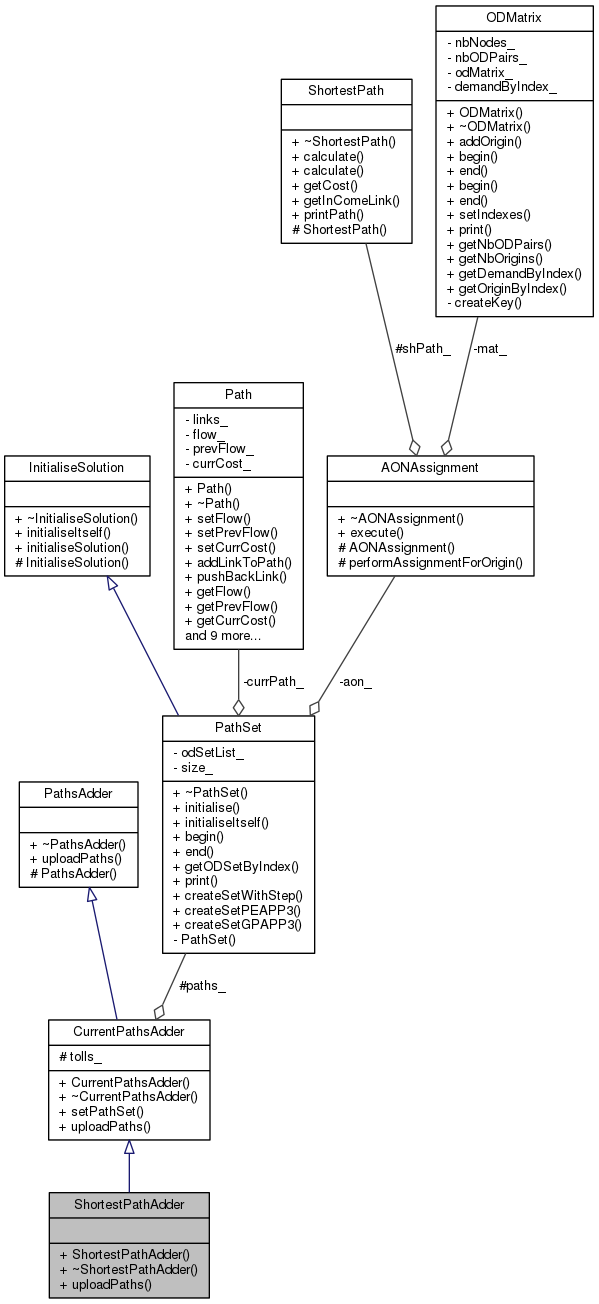 ODMatrix
- nbNodes_
- nbODPairs_
- odMatrix_
- demandByIndex_
+ ODMatrix()
+ ~ODMatrix()
+ addOrigin()
+ begin()
+ end()
+ begin()
+ end()
+ setIndexes()
+ print()
+ getNbODPairs()
+ getNbOrigins()
+ getDemandByIndex()
+ getOriginByIndex()
- createKey()
ShortestPath
+ ~ShortestPath()
+ calculate()
+ calculate()
+ getCost()
+ getInComeLink()
+ printPath()
# ShortestPath()
#shPath_
-mat_
Path
- links_
- flow_
- prevFlow_
- currCost_
+ Path()
+ ~Path()
+ setFlow()
+ setPrevFlow()
+ setCurrCost()
+ addLinkToPath()
+ pushBackLink()
+ getFlow()
+ getPrevFlow()
+ getCurrCost()
and 9 more...
InitialiseSolution
+ ~InitialiseSolution()
+ initialiseItself()
+ initialiseSolution()
# InitialiseSolution()
AONAssignment
+ ~AONAssignment()
+ execute()
# AONAssignment()
# performAssignmentForOrigin()
-currPath_
-aon_
PathSet
- odSetList_
- size_
+ ~PathSet()
+ initialise()
+ initialiseItself()
+ begin()
+ end()
+ getODSetByIndex()
+ print()
+ createSetWithStep()
+ createSetPEAPP3()
+ createSetGPAPP3()
- PathSet()
PathsAdder
+ ~PathsAdder()
+ uploadPaths()
# PathsAdder()
#paths_
CurrentPathsAdder
# tolls_
+ CurrentPathsAdder()
+ ~CurrentPathsAdder()
+ setPathSet()
+ uploadPaths()
ShortestPathAdder
+ ShortestPathAdder()
+ ~ShortestPathAdder()
+ uploadPaths()